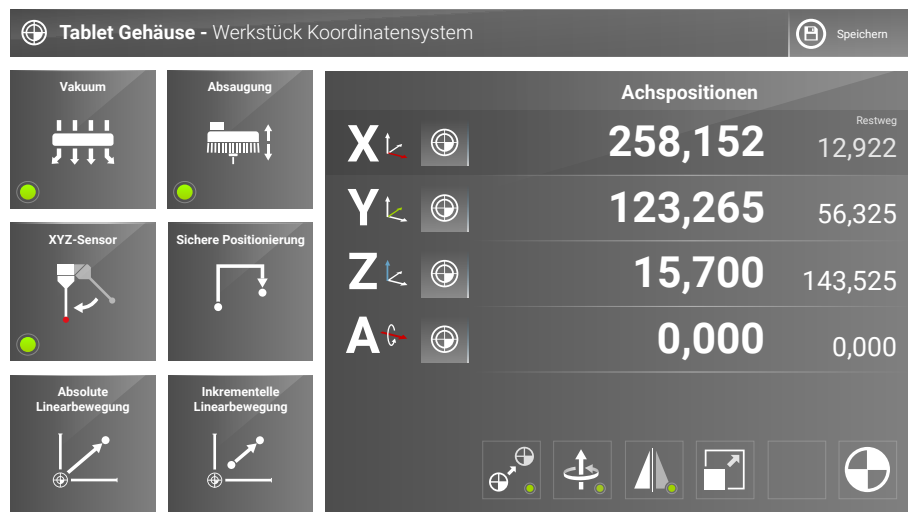 Tablet Gehäuse - Werkstück Koordinatensystem
Speichern
Vakuum
Absaugung
XYZ-Sensor
Sichere Positionierung
Absolute
Linearbewegung
Inkrementelle
Linearbewegung
Achspositionen
Restweg
X 258,152 12,922
Y 123,265 56,325
Z 15,700 143,525
A 0,000 0,000